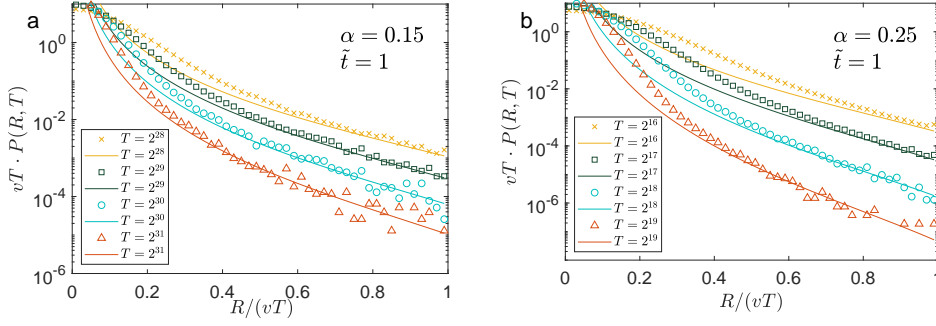 a
α = 0.15
t̃ = 1
vT · P(R, T)
10^0
10^-2
10^-4
10^-6
T = 2^28
T = 2^28
T = 2^29
T = 2^29
T = 2^30
T = 2^30
T = 2^31
T = 2^31
0 0.2 0.4 0.6 0.8 1
R/(vT)
b
α = 0.25
t̃ = 1
vT · P(R, T)
10^0
10^-2
10^-4
10^-6
T = 2^16
T = 2^16
T = 2^17
T = 2^17
T = 2^18
T = 2^18
T = 2^19
T = 2^19
0 0.2 0.4 0.6 0.8 1
R/(vT)